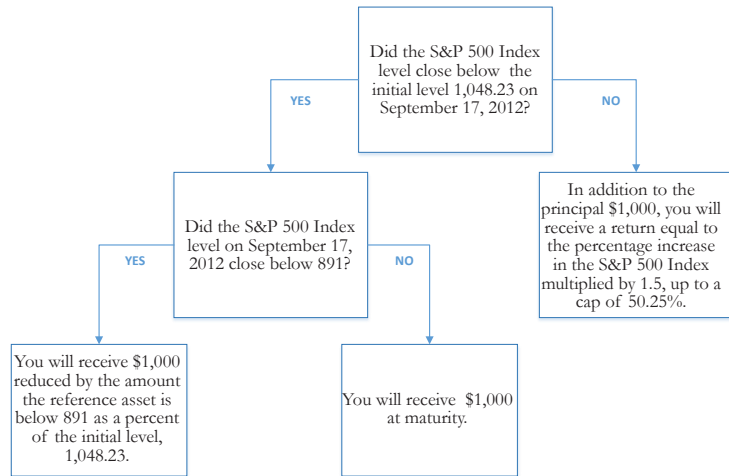 Did the S&P 500 Index
level close below the
initial level 1,048.23 on
September 17, 2012?
YES
NO
Did the S&P 500 Index
level on September 17,
2012 close below 891?
In addition to the
principal $1,000, you will
receive a return equal to
the percentage increase
in the S&P 500 Index
multiplied by 1.5, up to a
cap of 50.25%.
YES
NO
You will receive $1,000
reduced by the amount
the reference asset is
below 891 as a percent
of the initial level,
1,048.23.
You will receive $1,000
at maturity.